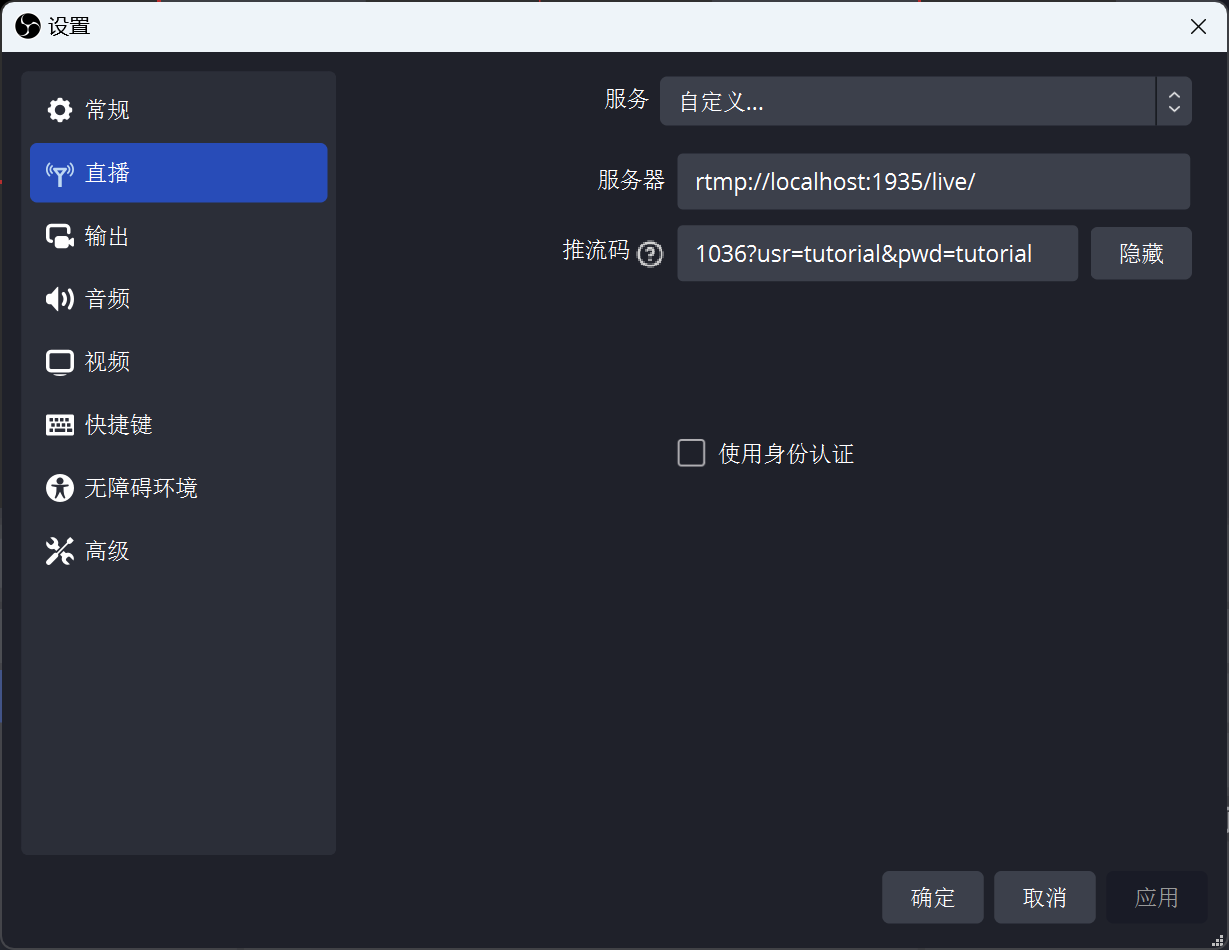 设置
常规
直播
输出
音频
视频
快捷键
无障碍环境
高级
服务 自定义...
服务器 rtmp://localhost:1935/live/
推流码 ? 1036?usr=tutorial&pwd=tutorial 隐藏
使用身份认证
确定 取消 应用